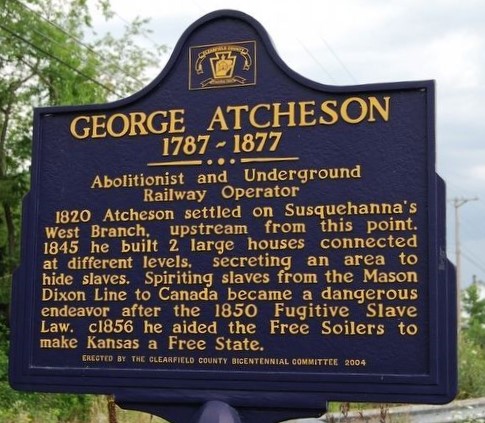 CLEARFIELD COUNTY
GEORGE ATCHESON
1787 ~ 1877
Abolitionist and Underground
Railway Operator
1820 Atcheson settled on Susquehanna's
West Branch, upstream from this point.
1845 he built 2 large houses connected
at different levels, secreting an area to
hide slaves. Spiriting slaves from the Mason
Dixon Line to Canada became a dangerous
endeavor after the 1850 Fugitive Slave
Law. c1856 he aided the Free Soilers to
make Kansas a Free State.
ERECTED BY THE CLEARFIELD COUNTY BICENTENNIAL COMMITTEE 2004